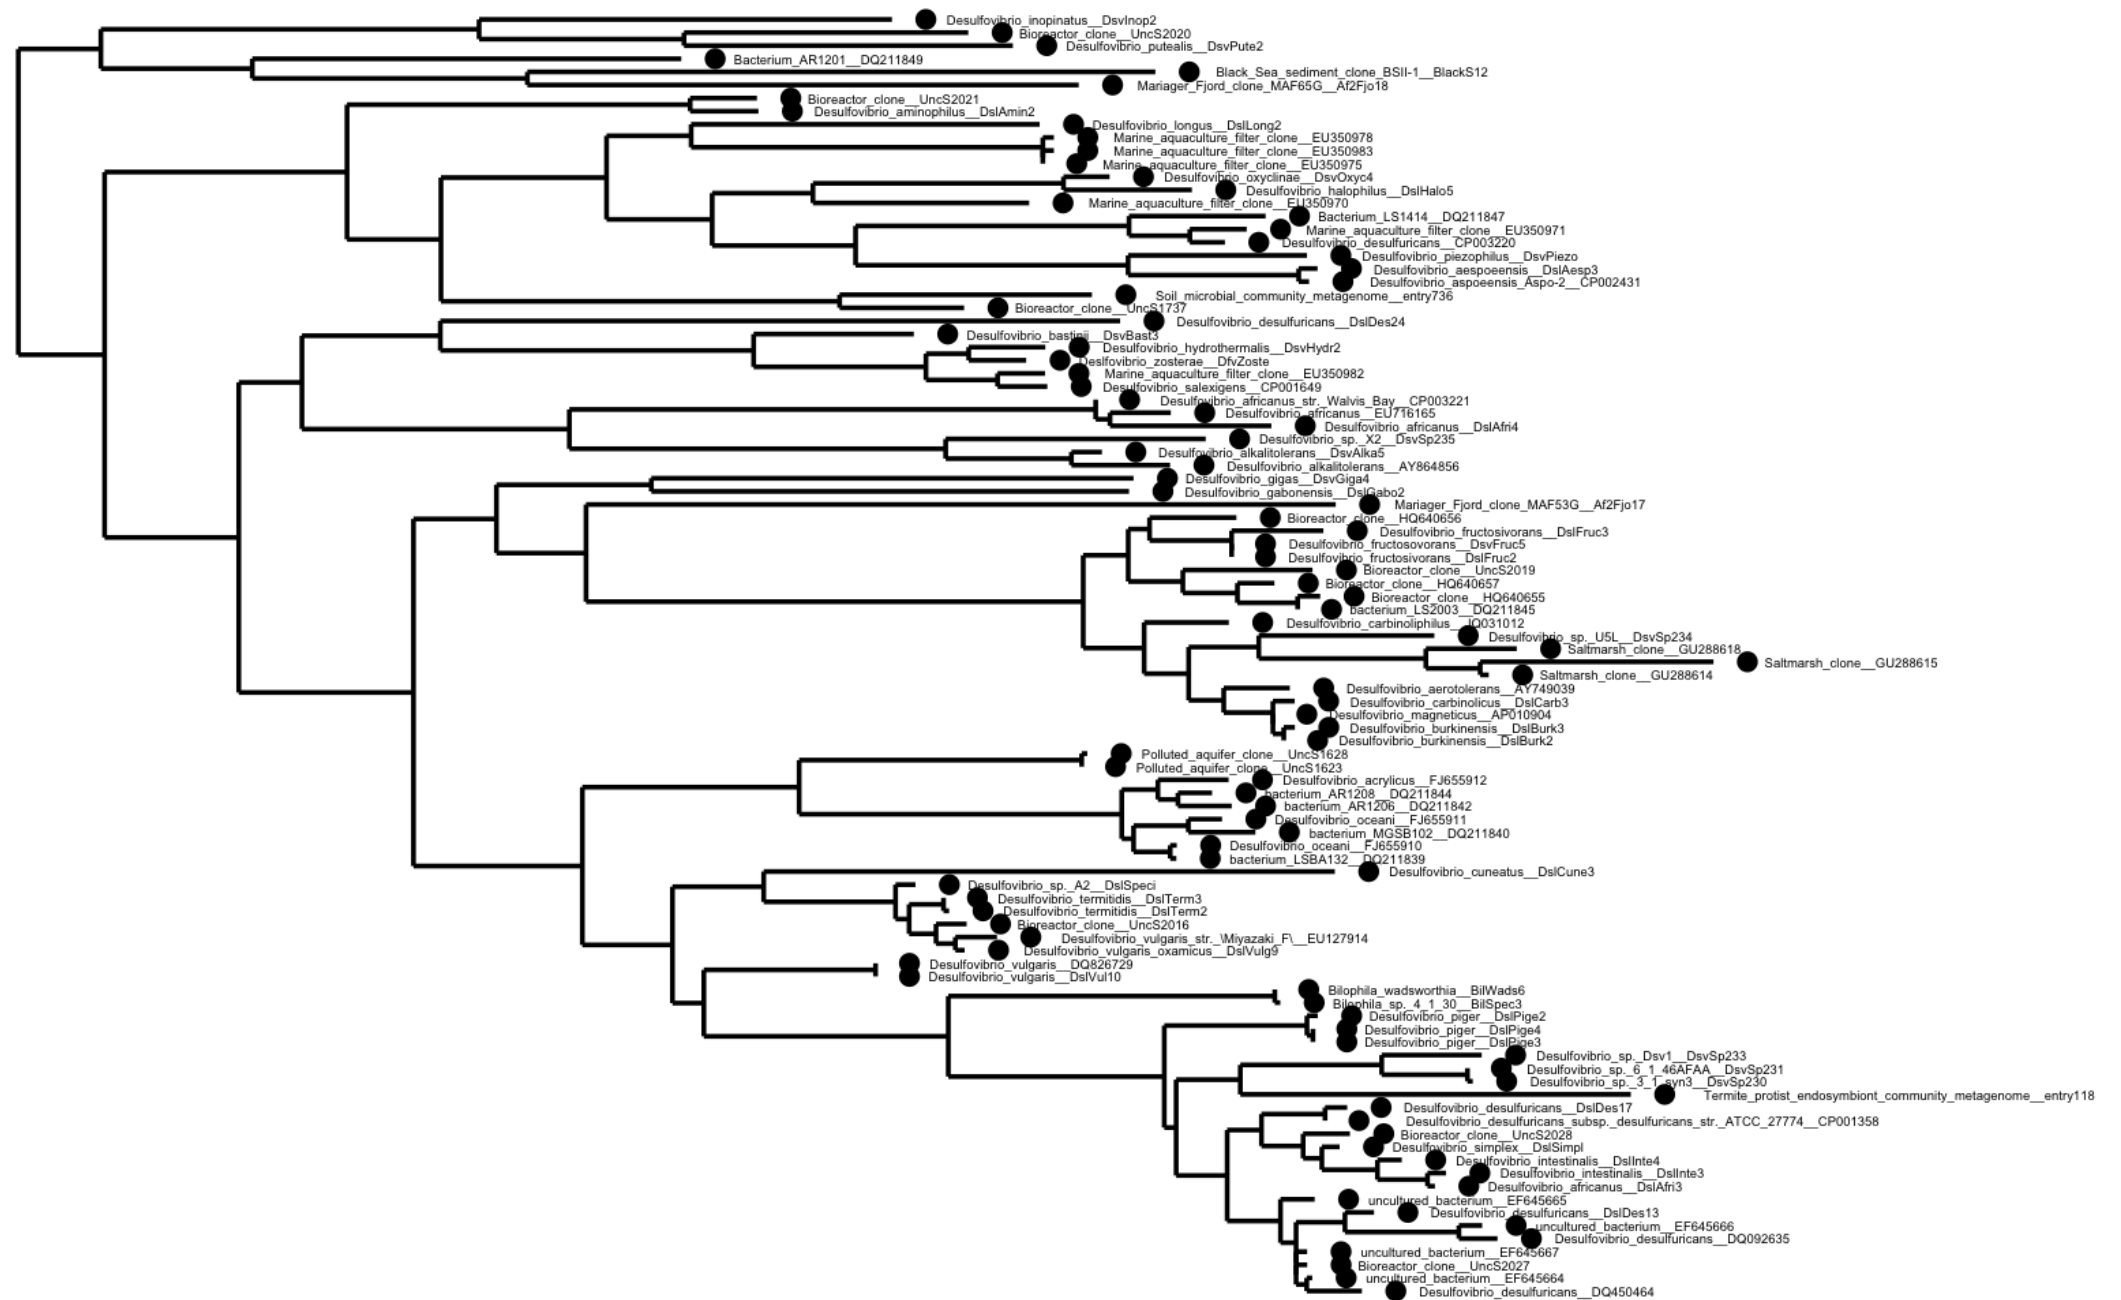 Desulfovibrio_inopinatus__DsvInop2
Bioreactor_clone__UncS2020
Desulfovibrio_putealis__DsvPute2
Bacterium_AR1201__DQ211849
Black_Sea_sediment_clone_BSII-1__BlackS12
Mariager_Fjord_clone_MAF65G__Af2Fjo18
Bioreactor_clone__UncS2021
Desulfovibrio_aminophilus__DslAmin2
Desulfovibrio_longus__DslLong2
Marine_aquaculture_filter_clone__EU350978
Marine_aquaculture_filter_clone__EU350983
Marine_aquaculture_filter_clone__EU350975
Desulfovibrio_oxyclinae__DsvOxyc4
Desulfovibrio_halophilus__DslHalo5
Marine_aquaculture_filter_clone__EU350970
Bacterium_LS1414__DQ211847
Marine_aquaculture_filter_clone__EU350971
Desulfovibrio_desulfuricans__CP003220
Desulfovibrio_piezophilus__DsvPiezo
Desulfovibrio_aespoeensis__DslAesp3
Desulfovibrio_aspoeensis_Aspo-2__CP002431
Soil_microbial_community_metagenome__entry736
Bioreactor_clone__UncS1737
Desulfovibrio_desulfuricans__DslDes24
Desulfovibrio_bastinii__DsvBast3
Desulfovibrio_hydrothermalis__DsvHydr2
Deslfovibrio_zosterae__DfvZoste
Marine_aquaculture_filter_clone__EU350982
Desulfovibrio_salexigens__CP001649
Desulfovibrio_africanus_str._Walvis_Bay__CP003221
Desulfovibrio_africanus__EU716165
Desulfovibrio_africanus__DslAfri4
Desulfovibrio_sp._X2__DsvSp235
Desulfovibrio_alkalitolerans__DsvAlka5
Desulfovibrio_alkalitolerans__AY864856
Desulfovibrio_gigas__DsvGiga4
Desulfovibrio_gabonensis__DslGabo2
Mariager_Fjord_clone_MAF53G__Af2Fjo17
Bioreactor_clone__HQ640656
Desulfovibrio_fructosivorans__DslFruc3
Desulfovibrio_fructosovorans__DsvFruc5
Desulfovibrio_fructosivorans__DslFruc2
Bioreactor_clone__UncS2019
Bioreactor_clone__HQ640657
Bioreactor_clone__HQ640655
bacterium_LS2003__DQ211845
Desulfovibrio_carbinoliphilus__JQ031012
Desulfovibrio_sp._U5L__DsvSp234
Saltmarsh_clone__GU288618
Saltmarsh_clone__GU288615
Saltmarsh_clone__GU288614
Desulfovibrio_aerotolerans__AY749039
Desulfovibrio_carbinolicus__DslCarb3
Desulfovibrio_magneticus__AP010904
Desulfovibrio_burkinensis__DslBurk3
Desulfovibrio_burkinensis__DslBurk2
Polluted_aquifer_clone__UncS1628
Polluted_aquifer_clone__UncS1623
Desulfovibrio_acrylicus__FJ655912
bacterium_AR1208__DQ211844
bacterium_AR1206__DQ211842
Desulfovibrio_oceani__FJ655911
bacterium_MGSB102__DQ211840
Desulfovibrio_oceani__FJ655910
bacterium_LSBA132__DQ211839
Desulfovibrio_cuneatus__DslCune3
Desulfovibrio_sp._A2__DslSpeci
Desulfovibrio_termitidis__DslTerm3
Desulfovibrio_termitidis__DslTerm2
Bioreactor_clone__UncS2016
Desulfovibrio_vulgaris_str._\Miyazaki_F\__EU127914
Desulfovibrio_vulgaris_oxamicus__DslVulg9
Desulfovibrio_vulgaris__DQ826729
Desulfovibrio_vulgaris__DslVul10
Bilophila_wadsworthia__BilWads6
Bilophila_sp._4_1_30__BilSpec3
Desulfovibrio_piger__DslPige2
Desulfovibrio_piger__DslPige4
Desulfovibrio_piger__DslPige3
Desulfovibrio_sp._Dsv1__DsvSp233
Desulfovibrio_sp._6_1_46AFAA__DsvSp231
Desulfovibrio_sp._3_1_syn3__DsvSp230
Termite_protist_endosymbiont_community_metagenome__entry118
Desulfovibrio_desulfuricans__DslDes17
Desulfovibrio_desulfuricans_subsp._desulfuricans_str._ATCC_27774__CP001358
Bioreactor_clone__UncS2028
Desulfovibrio_simplex__DslSimpl
Desulfovibrio_intestinalis__DslInte4
Desulfovibrio_intestinalis__DslInte3
Desulfovibrio_africanus__DslAfri3
uncultured_bacterium__EF645665
Desulfovibrio_desulfuricans__DslDes13
uncultured_bacterium__EF645666
Desulfovibrio_desulfuricans__DQ092635
uncultured_bacterium__EF645667
Bioreactor_clone__UncS2027
uncultured_bacterium__EF645664
Desulfovibrio_desulfuricans__DQ450464